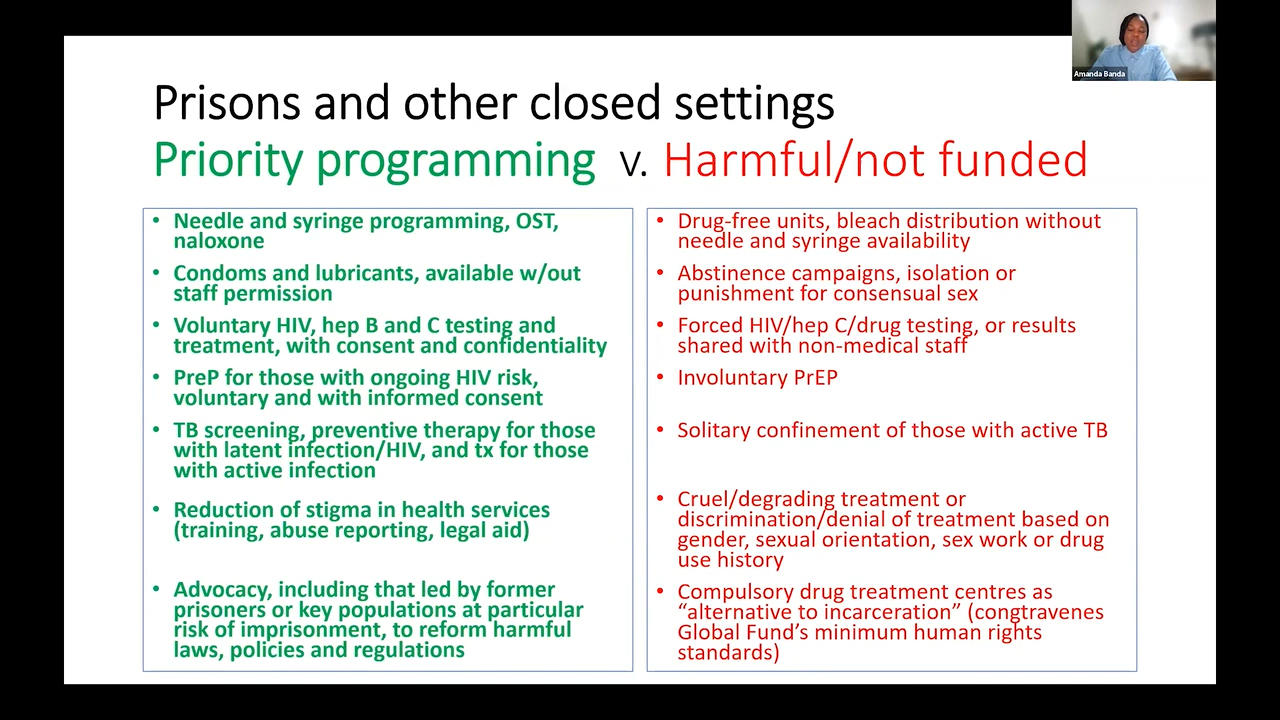 Amanda Banda
Prisons and other closed settings
Priority programming v. Harmful/not funded
• Needle and syringe programming, OST,
naloxone
• Condoms and lubricants, available w/out
staff permission
• Voluntary HIV, hep B and C testing and
treatment, with consent and confidentiality
• PreP for those with ongoing HIV risk,
voluntary and with informed consent
• TB screening, preventive therapy for those
with latent infection/HIV, and tx for those
with active infection
• Reduction of stigma in health services
(training, abuse reporting, legal aid)
• Advocacy, including that led by former
prisoners or key populations at particular
risk of imprisonment, to reform harmful
laws, policies and regulations
• Drug-free units, bleach distribution without
needle and syringe availability
• Abstinence campaigns, isolation or
punishment for consensual sex
• Forced HIV/hep C/drug testing, or results
shared with non-medical staff
• Involuntary PrEP
• Solitary confinement of those with active TB
• Cruel/degrading treatment or
discrimination/denial of treatment based on
gender, sexual orientation, sex work or drug
use history
• Compulsory drug treatment centres as
“alternative to incarceration” (congtravenes
Global Fund’s minimum human rights
standards)